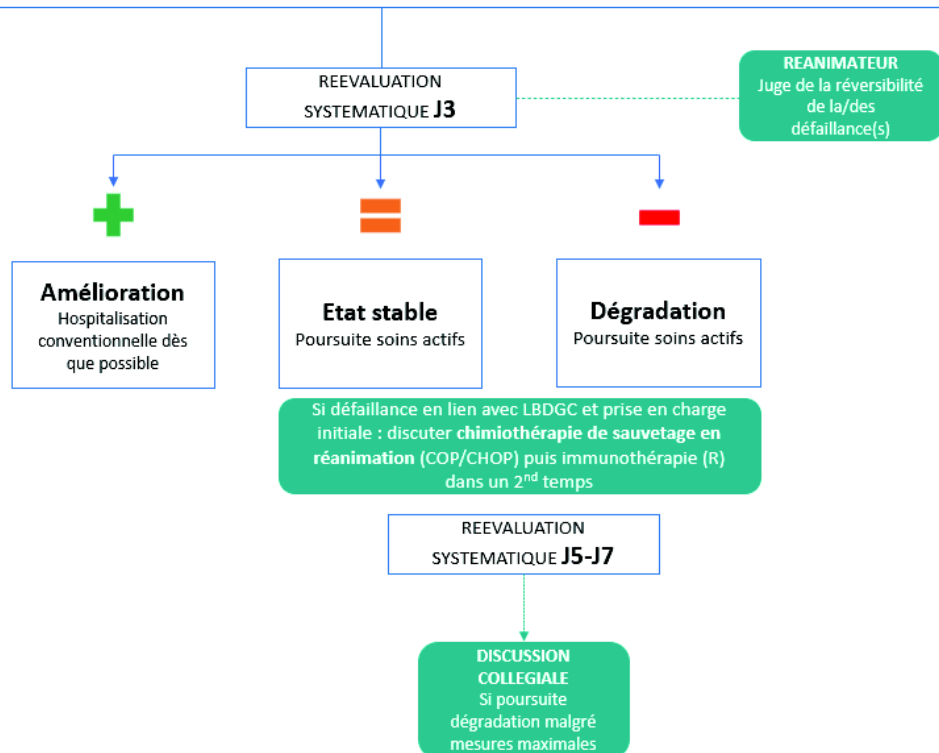 REEVALUATION
SYSTEMATIQUE J3
REANIMATEUR
Juge de la réversibilité
de la/des
défaillance(s)
Amélioration
Hospitalisation
conventionnelle dès
que possible
Etat stable
Poursuite soins actifs
Dégradation
Poursuite soins actifs
Si défaillance en lien avec LBDGC et prise en charge
initiale : discuter chimiothérapie de sauvetage en
réanimation (COP/CHOP) puis immunothérapie (R)
dans un 2nd temps
REEVALUATION
SYSTEMATIQUE J5-J7
DISCUSSION
COLLEGIALE
Si poursuite
dégradation malgré
mesures maximales